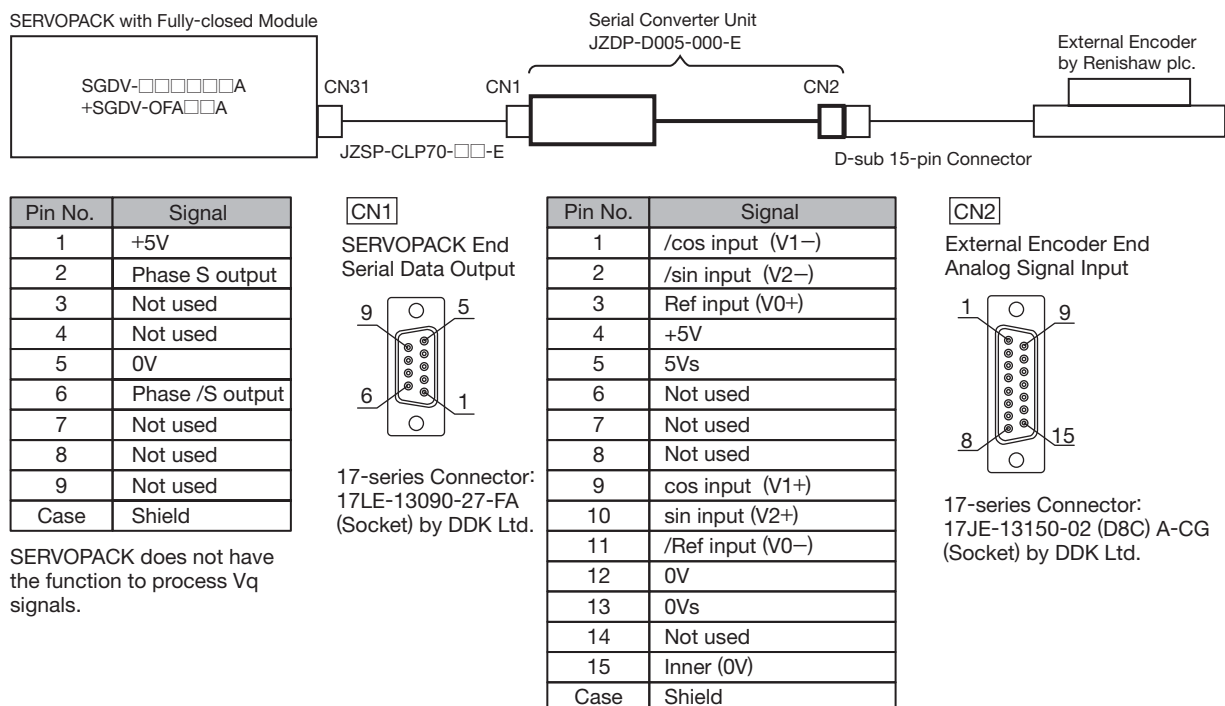 SERVOPACK with Fully-closed Module
Serial Converter Unit
JZDP-D005-000-E
External Encoder
by Renishaw plc.
SGDV-□□□□□□A
+SGDV-OFA□□A
CN31
CN1
CN2
JZSP-CLP70-□□-E
D-sub 15-pin Connector
Pin No. Signal
1 +5V
2 Phase S output
3 Not used
4 Not used
5 0V
6 Phase /S output
7 Not used
8 Not used
9 Not used
Case Shield
SERVOPACK does not have
the function to process Vq
signals.
CN1
SERVOPACK End
Serial Data Output
9 5
6 1
17-series Connector:
17LE-13090-27-FA
(Socket) by DDK Ltd.
Pin No. Signal
1 /cos input (V1−)
2 /sin input (V2−)
3 Ref input (V0+)
4 +5V
5 5Vs
6 Not used
7 Not used
8 Not used
9 cos input (V1+)
10 sin input (V2+)
11 /Ref input (V0−)
12 0V
13 0Vs
14 Not used
15 Inner (0V)
Case Shield
CN2
External Encoder End
Analog Signal Input
1 9
8 15
17-series Connector:
17JE-13150-02 (D8C) A-CG
(Socket) by DDK Ltd.